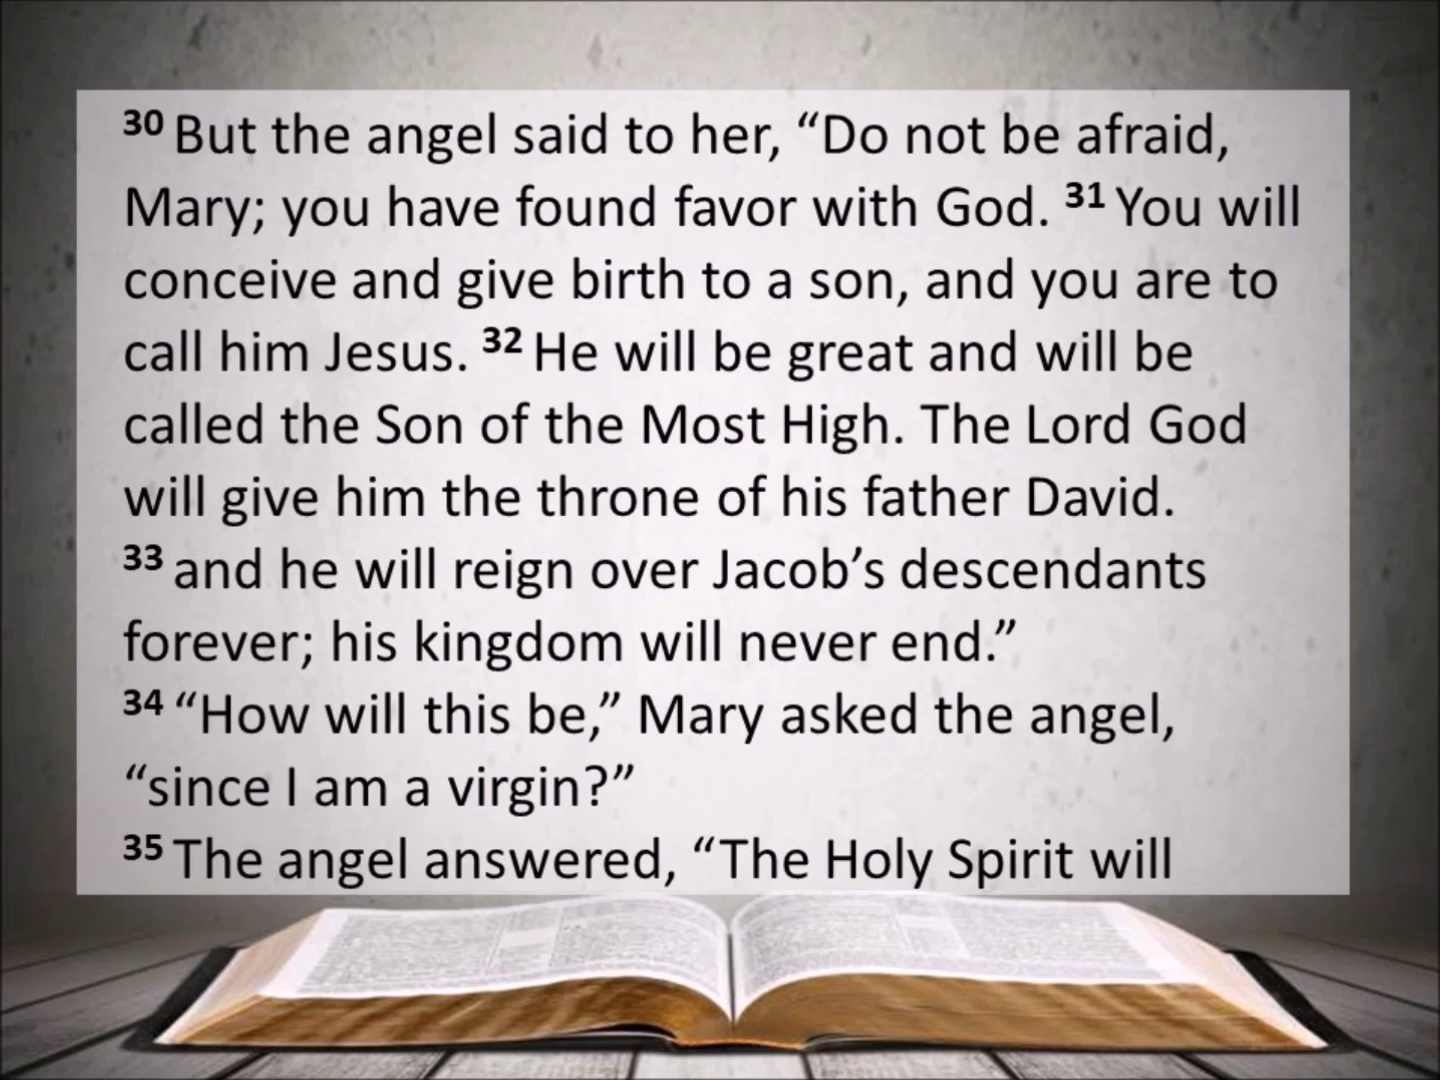 30 But the angel said to her, “Do not be afraid,
Mary; you have found favor with God. 31 You will
conceive and give birth to a son, and you are to
call him Jesus. 32 He will be great and will be
called the Son of the Most High. The Lord God
will give him the throne of his father David.
33 and he will reign over Jacob’s descendants
forever; his kingdom will never end.”
34 “How will this be,” Mary asked the angel,
“since I am a virgin?”
35 The angel answered, “The Holy Spirit will